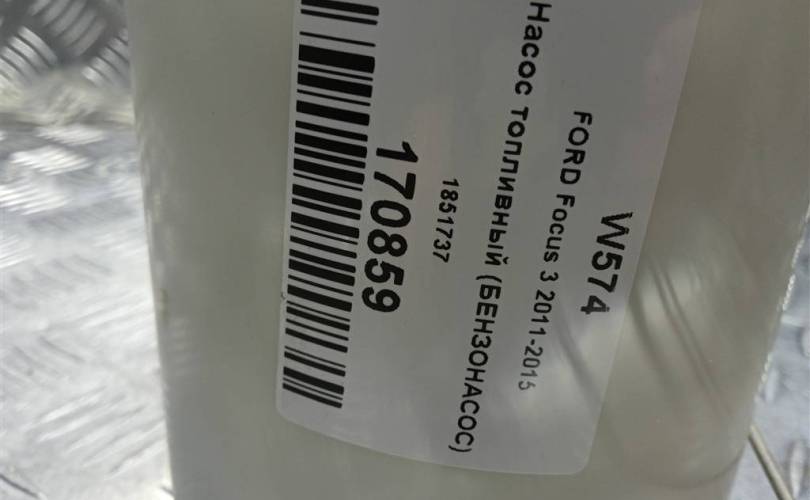 W574
FORD Focus 3 2011-2015
Насос топливный (БЕНЗОНАСОС)
1851737
170859